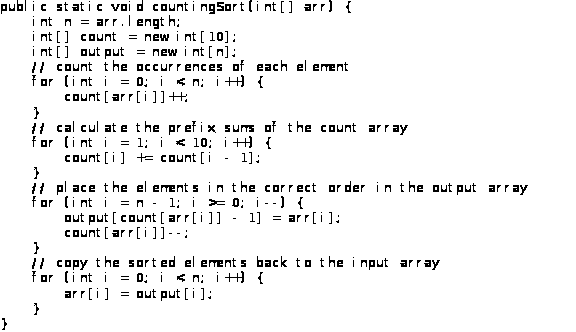 public static void countingSort(int[] arr) {
    int n = arr.length;
    int[] count = new int[10];
    int[] output = new int[n];
    // count the occurrences of each element
    for (int i = 0; i < n; i++) {
        count[arr[i]]++;
    }
    // calculate the prefix sums of the count array
    for (int i = 1; i < 10; i++) {
        count[i] += count[i - 1];
    }
    // place the elements in the correct order in the output array
    for (int i = n - 1; i >= 0; i--) {
        output[count[arr[i]] - 1] = arr[i];
        count[arr[i]]--;
    }
    // copy the sorted elements back to the input array
    for (int i = 0; i < n; i++) {
        arr[i] = output[i];
    }
}